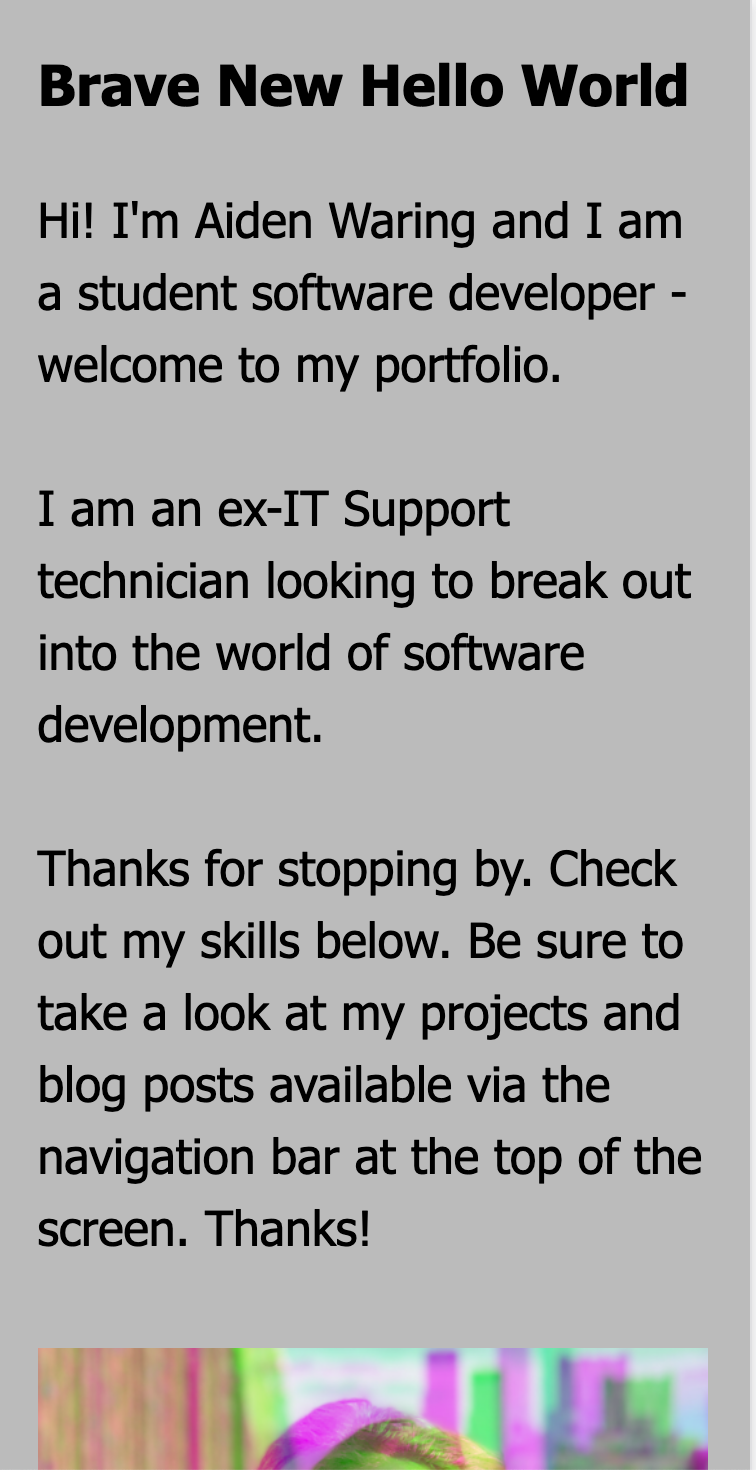 Brave New Hello World
Hi! I'm Aiden Waring and I am
a student software developer -
welcome to my portfolio.
I am an ex-IT Support
technician looking to break out
into the world of software
development.
Thanks for stopping by. Check
out my skills below. Be sure to
take a look at my projects and
blog posts available via the
navigation bar at the top of the
screen. Thanks!